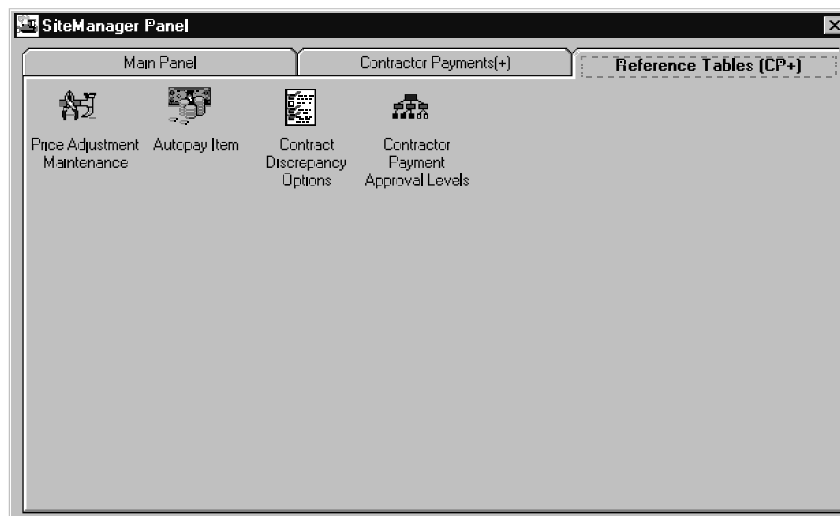 SiteManager Panel
Main Panel
Contractor Payments(+)
Reference Tables (CP+)
Price Adjustment
Maintenance
Autopay Item
Contract
Discrepancy
Options
Contractor
Payment
Approval Levels